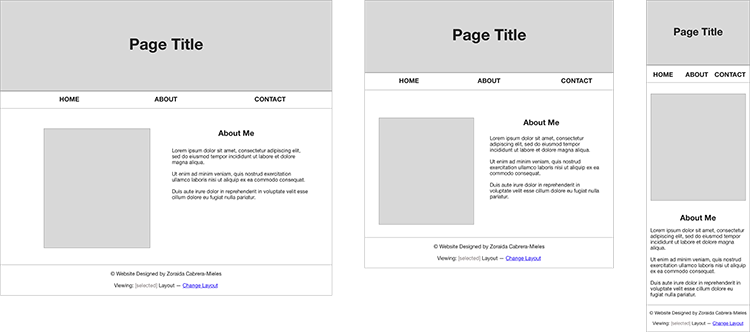 Page Title
HOME ABOUT CONTACT
About Me
Lorem ipsum dolor sit amet, consectetur adipiscing elit,
sed do eiusmod tempor incididunt ut labore et dolore
magna aliqua.
Ut enim ad minim veniam, quis nostrud exercitation
ullamco laboris nisi ut aliquip ex ea commodo consequat.
Duis aute irure dolor in reprehenderit in voluptate velit esse
cillum dolore eu fugiat nulla pariatur.
© Website Designed by Zoraida Cabrera-Mieles
Viewing: [selected] Layout — Change Layout
Page Title
HOME ABOUT CONTACT
About Me
Lorem ipsum dolor sit amet, consectetur
adipiscing elit, sed do eiusmod tempor
incididunt ut labore et dolore magna aliqua.
Ut enim ad minim veniam, quis nostrud
exercitation ullamco laboris nisi ut aliquip ex
ea commodo consequat.
Duis aute irure dolor in reprehenderit in
voluptate velit esse cillum dolore eu fugiat nulla
pariatur.
© Website Designed by Zoraida Cabrera-Mieles
Viewing: [selected] Layout — Change Layout
Page Title
HOME ABOUT CONTACT
About Me
Lorem ipsum dolor sit amet, consectetur
adipiscing elit, sed do eiusmod tempor
incididunt ut labore et dolore magna
aliqua.
Ut enim ad minim veniam, quis nostrud
exercitation ullamco laboris nisi ut aliquip
ex ea commodo consequat.
Duis aute irure dolor in reprehenderit in
voluptate velit esse cillum dolore eu
fugiat nulla pariatur.
© Website Designed by Zoraida Cabrera-Mieles
Viewing: [selected] Layout — Change Layout